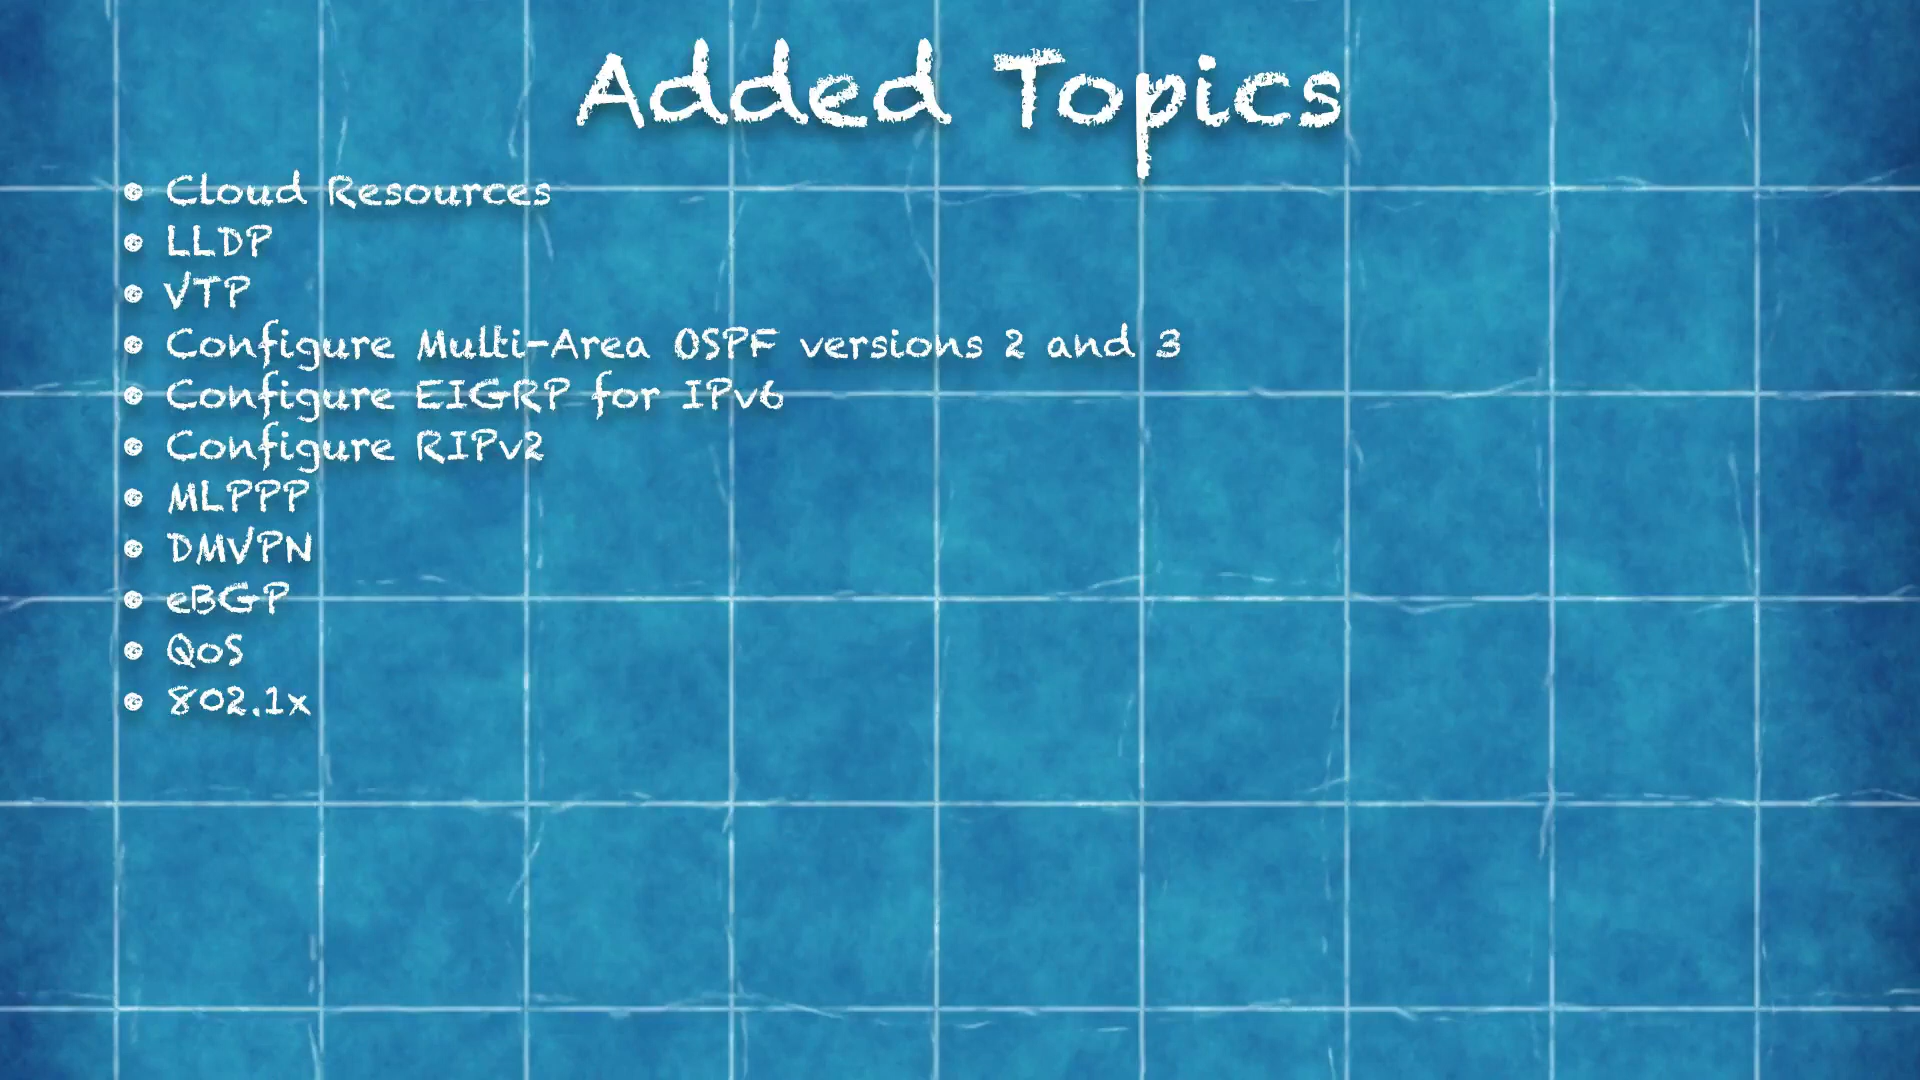 Added Topics
• Cloud Resources
• LLDP
• VTP
• Configure Multi-Area OSPF versions 2 and 3
• Configure EIGRP for IPv6
• Configure RIPv2
• MLPPP
• DMVPN
• eBGP
• QoS
• 802.1x